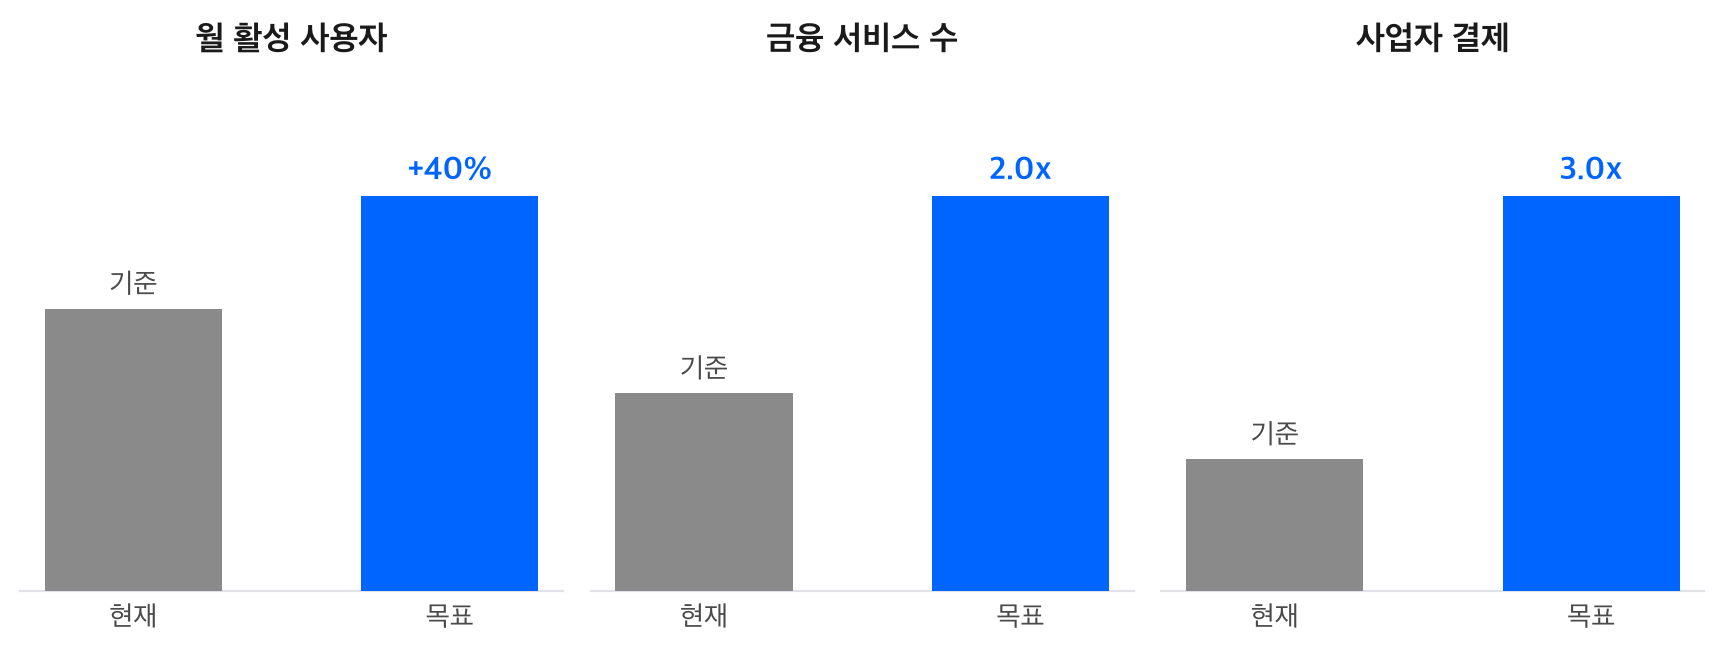 월 활성 사용자
+40%
기준
현재
목표
금융 서비스 수
2.0x
기준
현재
목표
사업자 결제
3.0x
기준
현재
목표